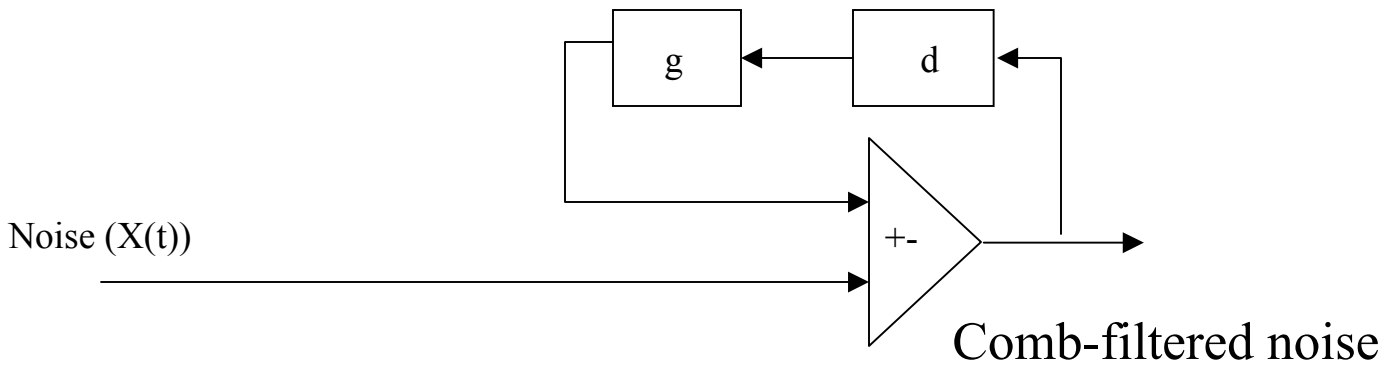 g
d
Noise (X(t))
+-
Comb-filtered noise